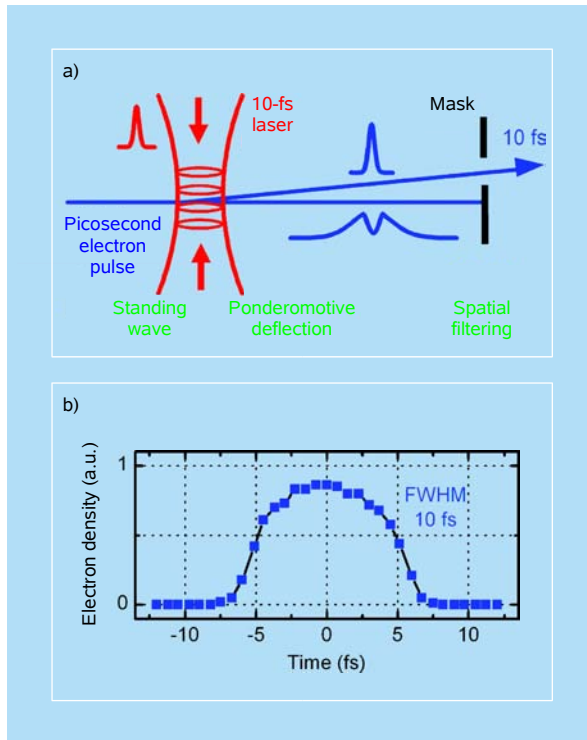 a)
10-fs
laser
Mask
10 fs
Picosecond
electron
pulse
Standing
wave
Ponderomotive
deflection
Spatial
filtering
b)
Electron density (a.u.)
1
0
FWHM
10 fs
-10 -5 0 5 10
Time (fs)